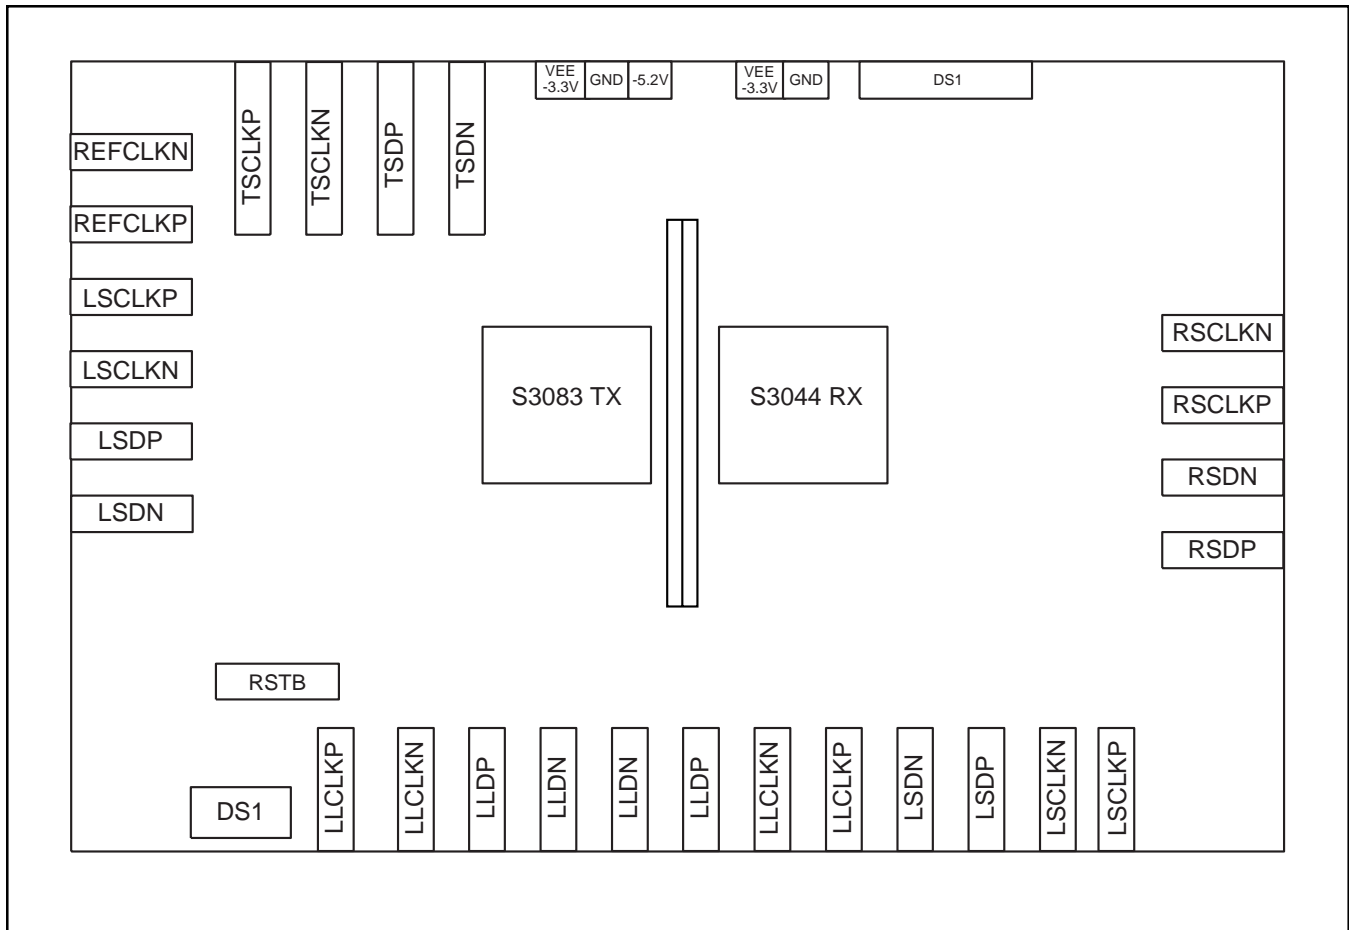 VEE
-3.3V
GND
-5.2V
VEE
-3.3V
GND
DS1
TSCLKP
TSCLKN
TSDP
TSDN
REFCLKN
REFCLKP
LSCLKP
LSCLKN
LSDP
LSDN
S3083 TX
S3044 RX
RSCLKN
RSCLKP
RSDN
RSDP
RSTB
DS1
LLCLKP
LLCLKN
LLDP
LLDN
LLDN
LLDP
LLCLKN
LLCLKP
LSDN
LSDP
LSCLKN
LSCLKP